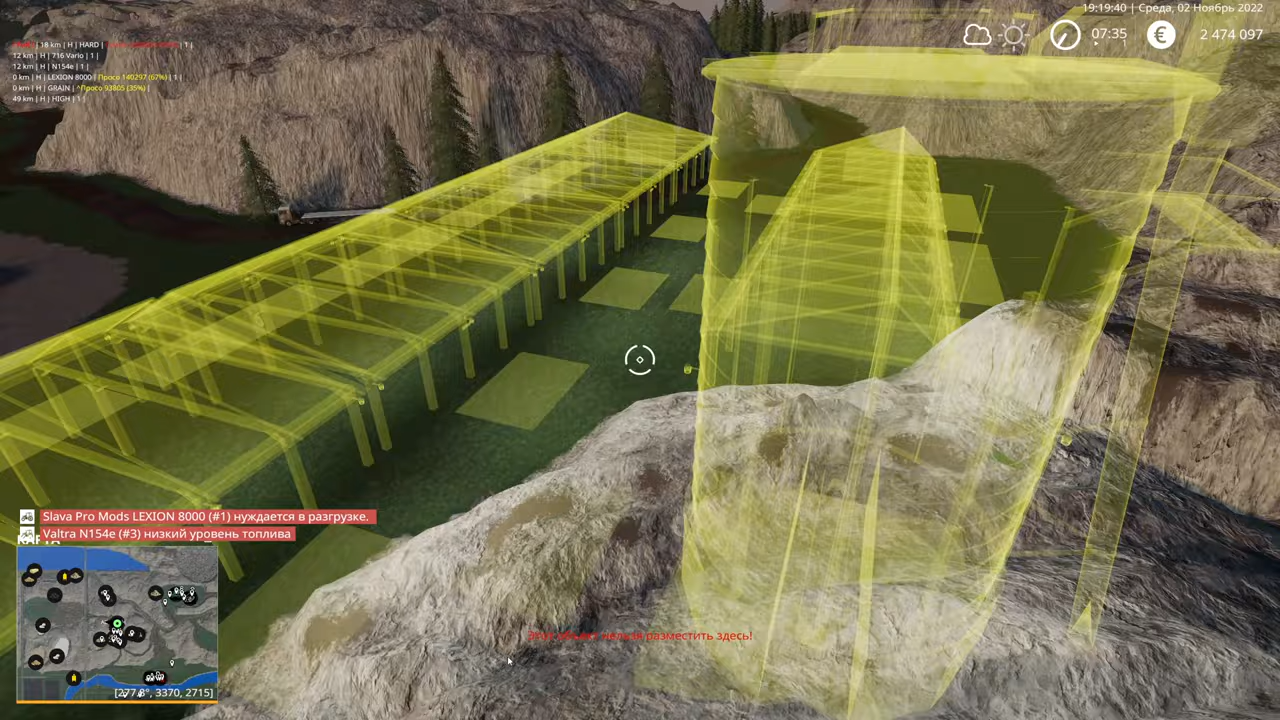 19:19:40 | Среда, 02 Ноябрь 2022
07:35
2 474 097
| 18 km | H | HARD | | 1 |
12 km | H | 716 Vario | 1 |
12 km | H | N154e | 1 |
0 km | H | LEXION 8000 | Просо 140297 (67%) | 1 |
0 km | H | GRAIN | ^Просо 93805 (35%) |
49 km | H | HIGH | 1 |
Slava Pro Mods LEXION 8000 (#1) нуждается в разгрузке.
Valtra N154e (#3) низкий уровень топлива
Этот объект нельзя разместить здесь!
[277.8°, 3370, 2715]